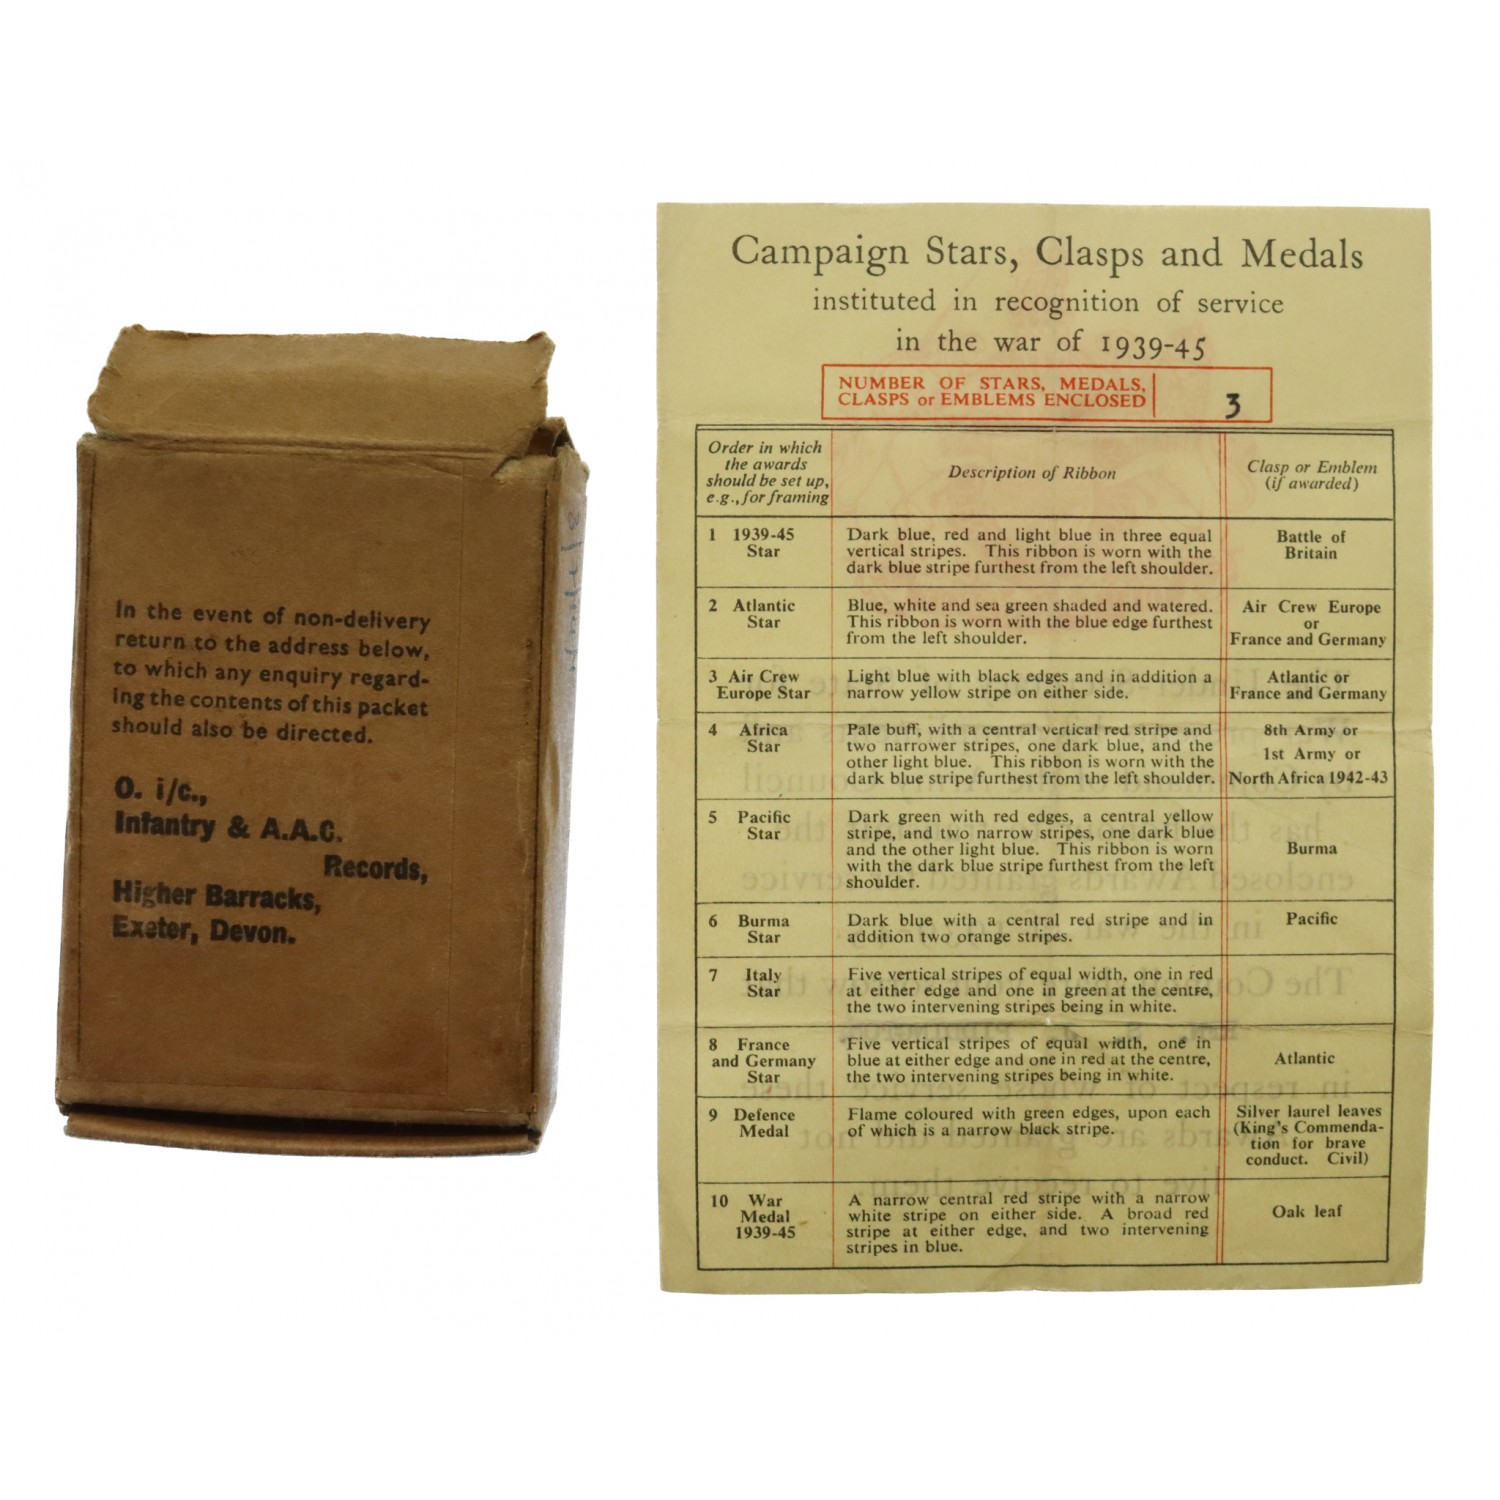 In the event of non-delivery
return to the address below,
to which any enquiry regard-
ing the contents of this packet
should also be directed.
O. i/c.,
Infantry & A.A.C.
Records,
Higher Barracks,
Exeter, Devon.
Campaign Stars, Clasps and Medals
instituted in recognition of service
in the war of 1939-45
NUMBER OF STARS, MEDALS,
CLASPS or EMBLEMS ENCLOSED
3
Order in which
the awards
should be set up,
e.g., for framing
Description of Ribbon
Clasp or Emblem
(if awarded)
1 1939-45
Star
Dark blue, red and light blue in three equal
vertical stripes. This ribbon is worn with the
dark blue stripe furthest from the left shoulder.
Battle of
Britain
2 Atlantic
Star
Blue, white and sea green shaded and watered.
This ribbon is worn with the blue edge furthest
from the left shoulder.
Air Crew Europe
or
France and Germany
3 Air Crew
Europe Star
Light blue with black edges and in addition a
narrow yellow stripe on either side.
Atlantic or
France and Germany
4 Africa
Star
Pale buff, with a central vertical red stripe and
two narrower stripes, one dark blue, and the
other light blue. This ribbon is worn with the
dark blue stripe furthest from the left shoulder.
8th Army or
1st Army or
North Africa 1942-43
5 Pacific
Star
Dark green with red edges, a central yellow
stripe, and two narrow stripes, one dark blue
and the other light blue. This ribbon is worn
with the dark blue stripe furthest from the left
shoulder.
Burma
6 Burma
Star
Dark blue with a central red stripe and in
addition two orange stripes.
Pacific
7 Italy
Star
Five vertical stripes of equal width, one in red
at either edge and one in green at the centre,
the two intervening stripes being in white.
8 France
and Germany
Star
Five vertical stripes of equal width, one in
blue at either edge and one in red at the centre,
the two intervening stripes being in white.
Atlantic
9 Defence
Medal
Flame coloured with green edges, upon each
of which is a narrow black stripe.
Silver laurel leaves
(King's Commenda-
tion for brave
conduct. Civil)
10 War
Medal
1939-45
A narrow central red stripe with a narrow
white stripe on either side. A broad red
stripe at either edge, and two intervening
stripes in blue.
Oak leaf